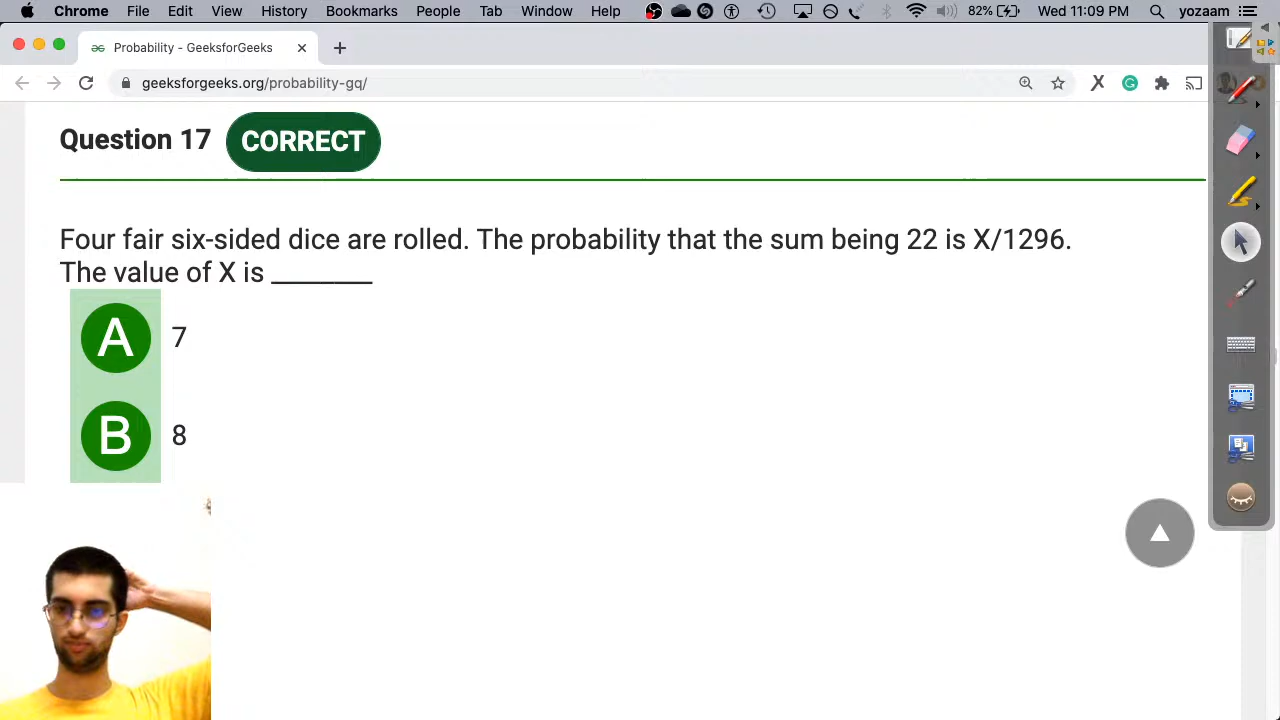 Chrome File Edit View History Bookmarks People Tab Window Help 82% Wed 11:09 PM yozaam
Probability - GeeksforGeeks
geeksforgeeks.org/probability-gq/
Question 17 CORRECT
Four fair six-sided dice are rolled. The probability that the sum being 22 is X/1296.
The value of X is ________
A 7
B 8